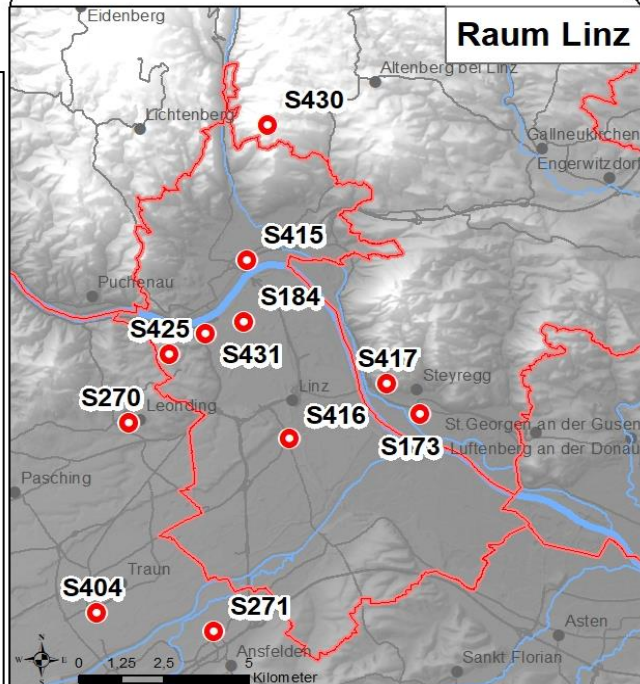 Eidenberg
Raum Linz
Altenberg bei Linz
S430
Lichtenberg
Gallneukirchen
Engerwitzdorf
S415
Puchenau
S184
S425
S431
S417
Steyregg
S270
Linz
Leonding
S416
St.Georgen an der Gusen
S173
Luftenberg an der Donau
Pasching
Traun
S404
S271
Asten
N
W E
S
0 1,25 2,5 5
Kilometer
Ansfelden
Sankt Florian